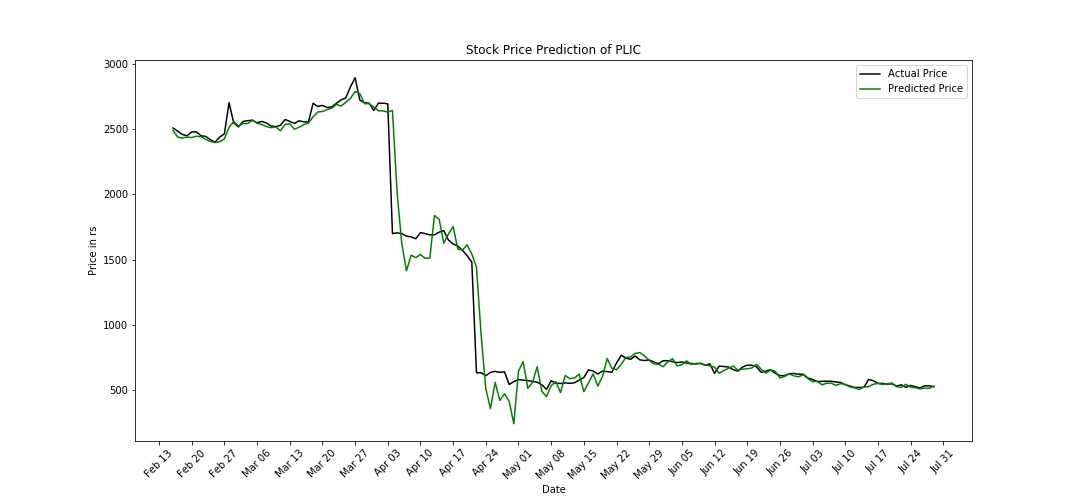 Stock Price Prediction of PLIC
Actual Price
Predicted Price
Price in rs
3000
2500
2000
1500
1000
500
Feb 13
Feb 20
Feb 27
Mar 06
Mar 13
Mar 20
Mar 27
Apr 03
Apr 10
Apr 17
Apr 24
May 01
May 08
May 15
May 22
May 29
Jun 05
Jun 12
Jun 19
Jun 26
Jul 03
Jul 10
Jul 17
Jul 24
Jul 31
Date